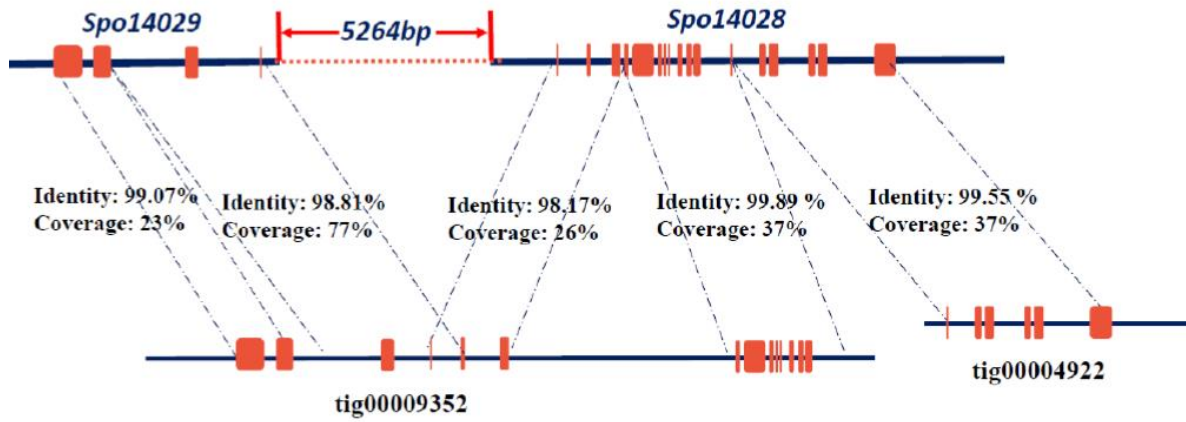 Spo14029
5264bp
Spo14028
Identity: 99.07%
Coverage: 23%
Identity: 98.81%
Coverage: 77%
Identity: 98.17%
Coverage: 26%
Identity: 99.89 %
Coverage: 37%
Identity: 99.55 %
Coverage: 37%
tig00009352
tig00004922